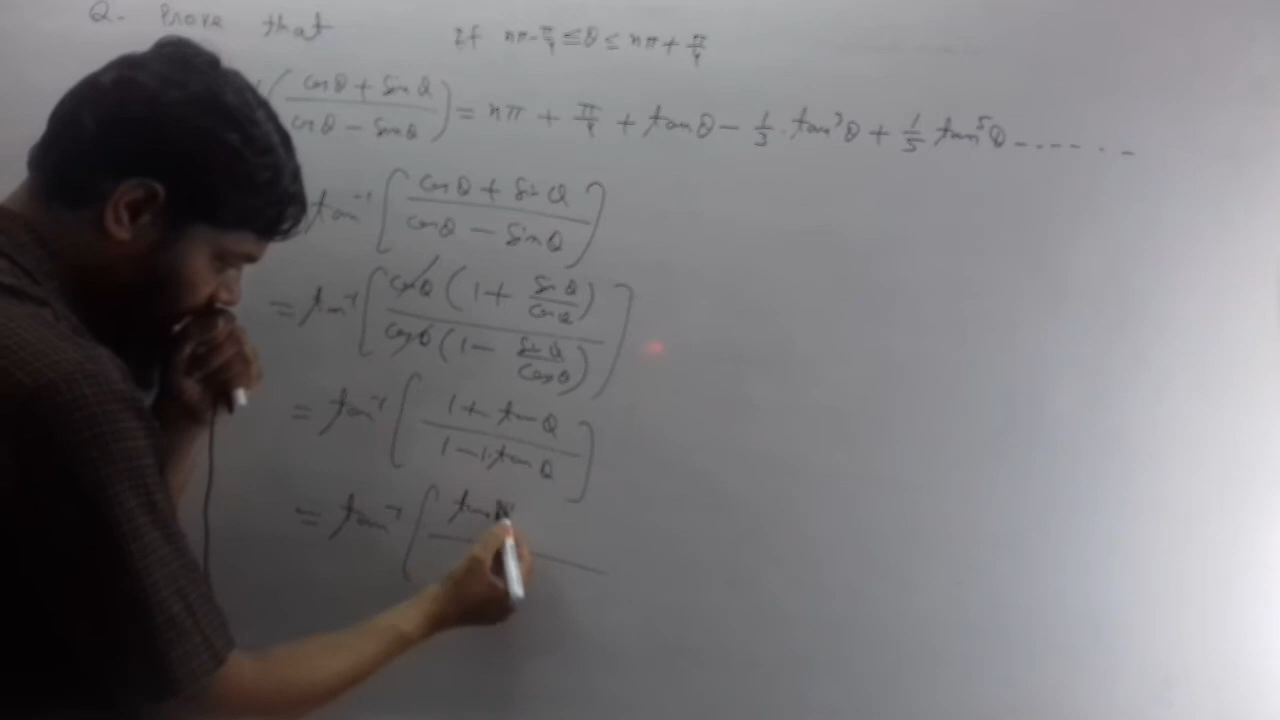 Q. Prove that If nπ - π/4 ≤ θ ≤ nπ + π/4
(cosθ + sinθ / cosθ - sinθ) = nπ + π/4 + tanθ - 1/3 . tan³θ + 1/5 tan⁵θ ------
tan⁻¹ [cosθ + sinθ / cosθ - sinθ]
= tan⁻¹ [cosθ (1 + sinθ/cosθ) / cosθ (1 - sinθ/cosθ)]
= tan⁻¹ [1 + tanθ / 1 - 1.tanθ]
= tan⁻¹ [tan